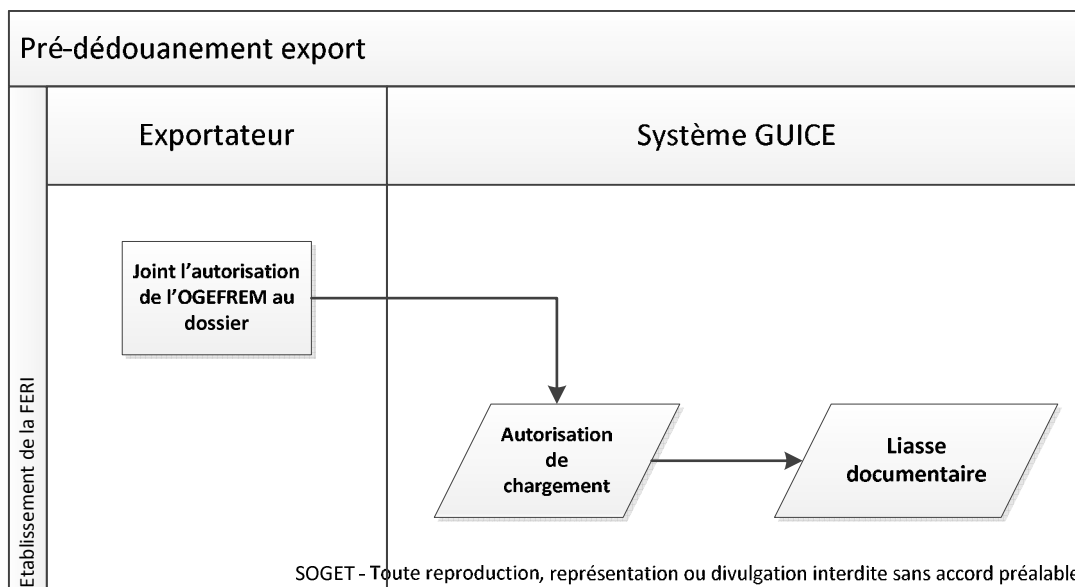 Pré-dédouanement export
Exportateur
Système GUICE
Joint l'autorisation
de l'OGEFREM au
dossier
Autorisation
de
chargement
Liasse
documentaire
Etablissement de la FERI
SOGET - Toute reproduction, représentation ou divulgation interdite sans accord préalable